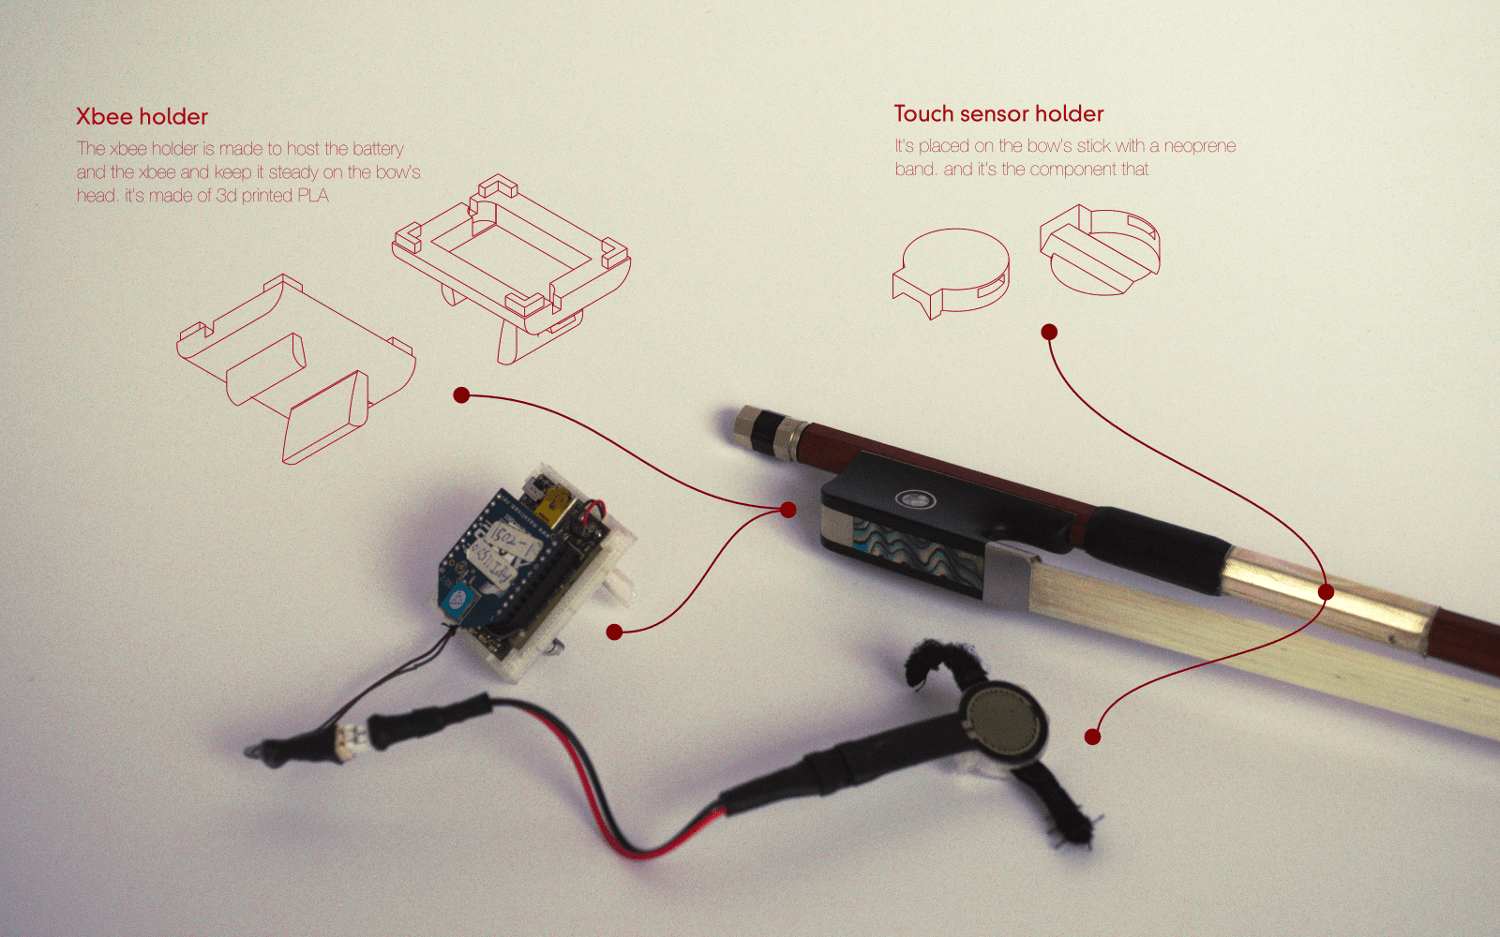 Xbee holder
The xbee holder is made to host the battery
and the xbee and keep it steady on the bow's
head. it's made of 3d printed PLA
Touch sensor holder
It's placed on the bow's stick with a neoprene
band. and it's the component that